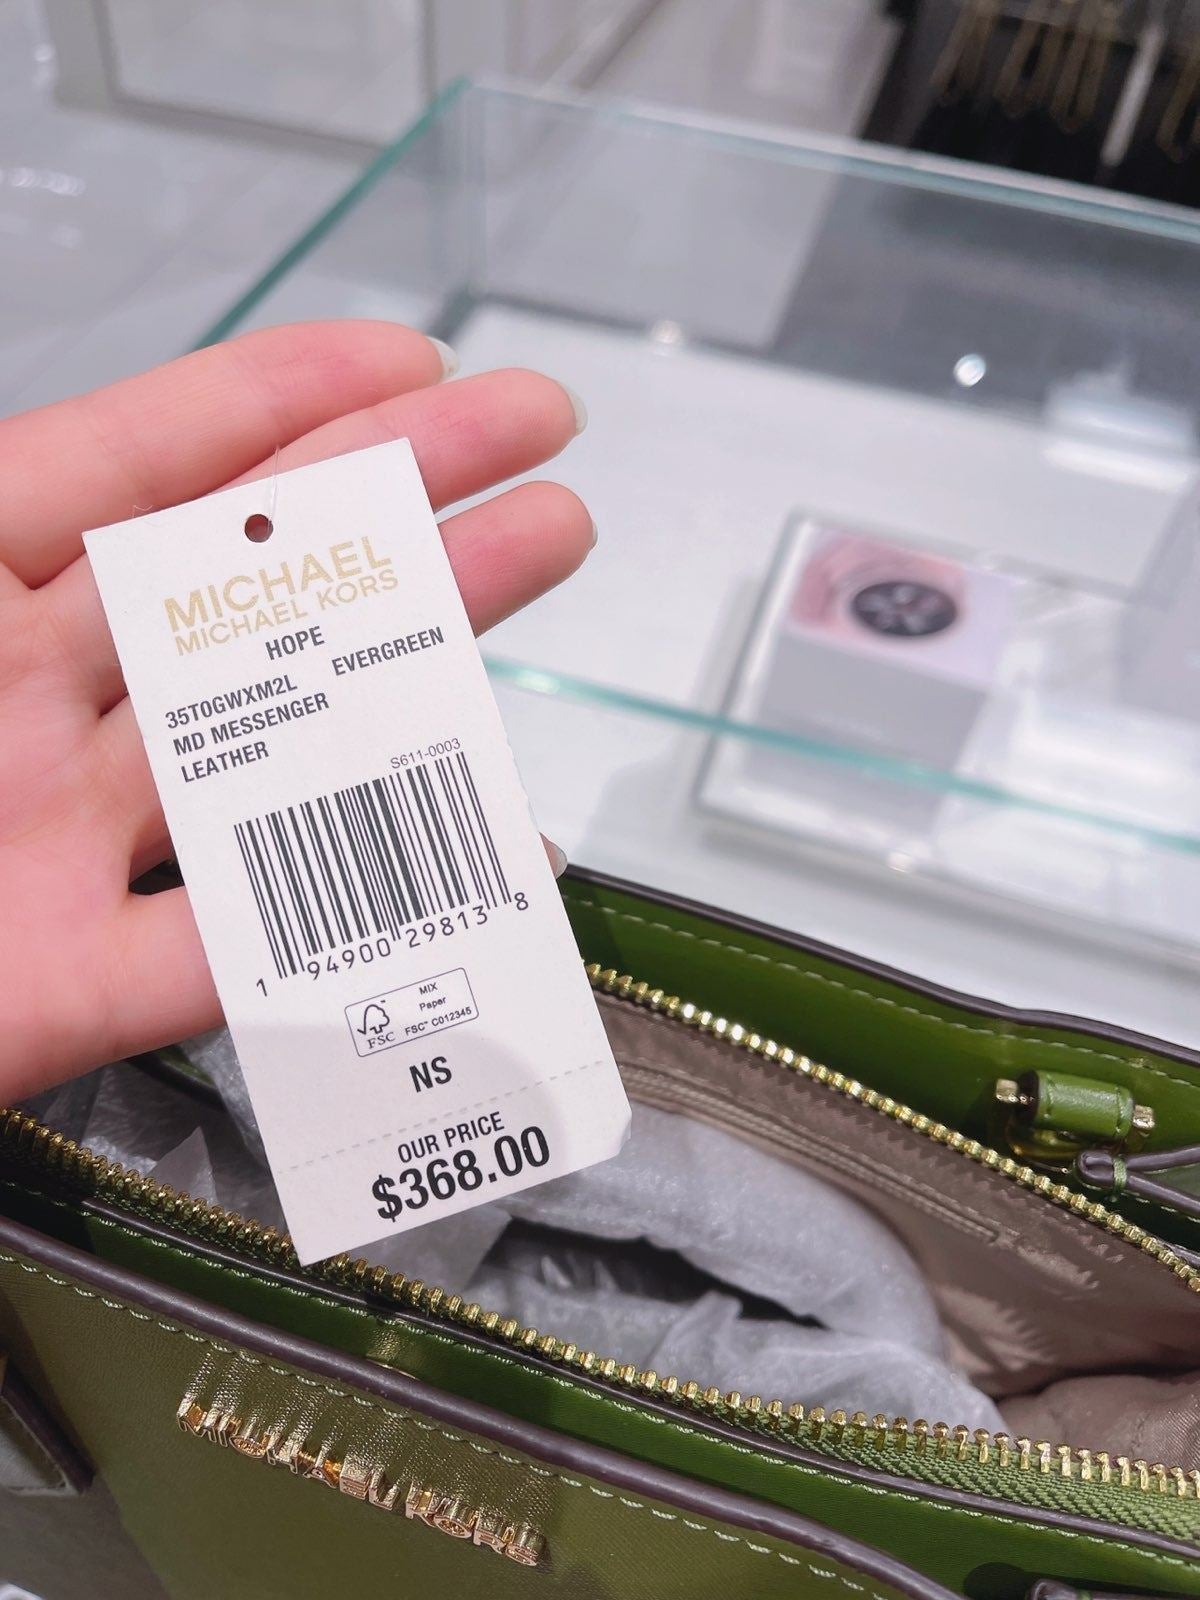 MICHAEL
MICHAEL KORS
HOPE
35T0GWXM2L EVERGREEN
MD MESSENGER
LEATHER
S611-0003
1 94900 29813 8
FSC
MIX
Paper
FSC™ C012345
NS
OUR PRICE
$368.00
MICHAEL KORS